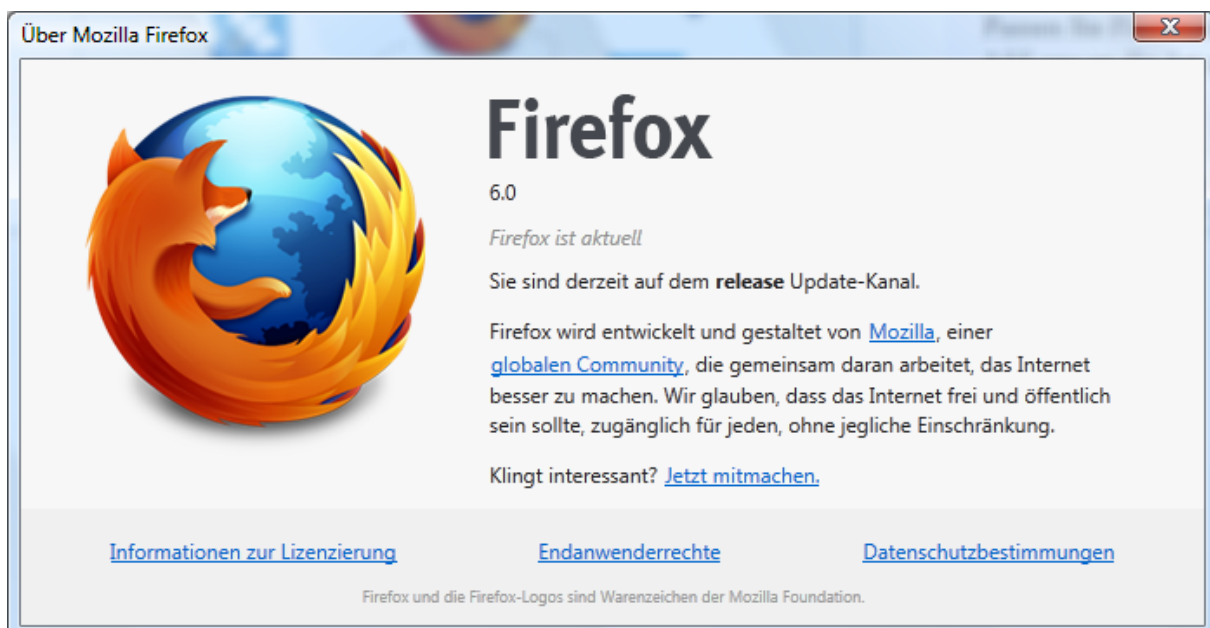 Über Mozilla Firefox
Firefox
6.0
Firefox ist aktuell
Sie sind derzeit auf dem release Update-Kanal.
Firefox wird entwickelt und gestaltet von Mozilla, einer
globalen Community, die gemeinsam daran arbeitet, das Internet
besser zu machen. Wir glauben, dass das Internet frei und öffentlich
sein sollte, zugänglich für jeden, ohne jegliche Einschränkung.
Klingt interessant? Jetzt mitmachen.
Informationen zur Lizenzierung Endanwenderrechte Datenschutzbestimmungen
Firefox und die Firefox-Logos sind Warenzeichen der Mozilla Foundation.